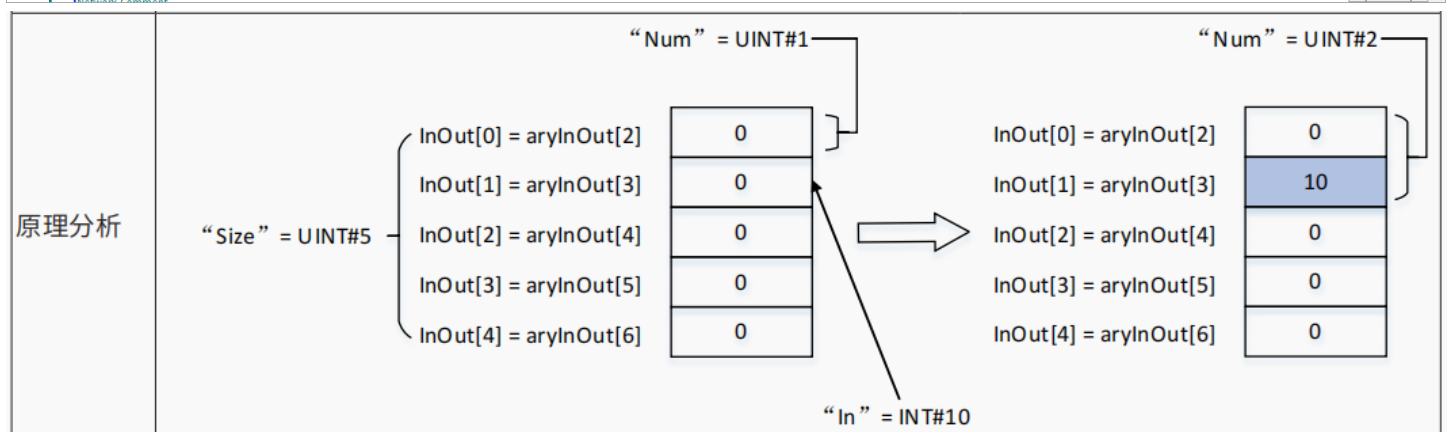 Network Comment
“Num” = UINT#1
“Num” = UINT#2
原理分析
“Size” = UINT#5
InOut[0] = aryInOut[2]
0
InOut[1] = aryInOut[3]
0
InOut[2] = aryInOut[4]
0
InOut[3] = aryInOut[5]
0
InOut[4] = aryInOut[6]
0
InOut[0] = aryInOut[2]
0
InOut[1] = aryInOut[3]
10
InOut[2] = aryInOut[4]
0
InOut[3] = aryInOut[5]
0
InOut[4] = aryInOut[6]
0
“In” = INT#10